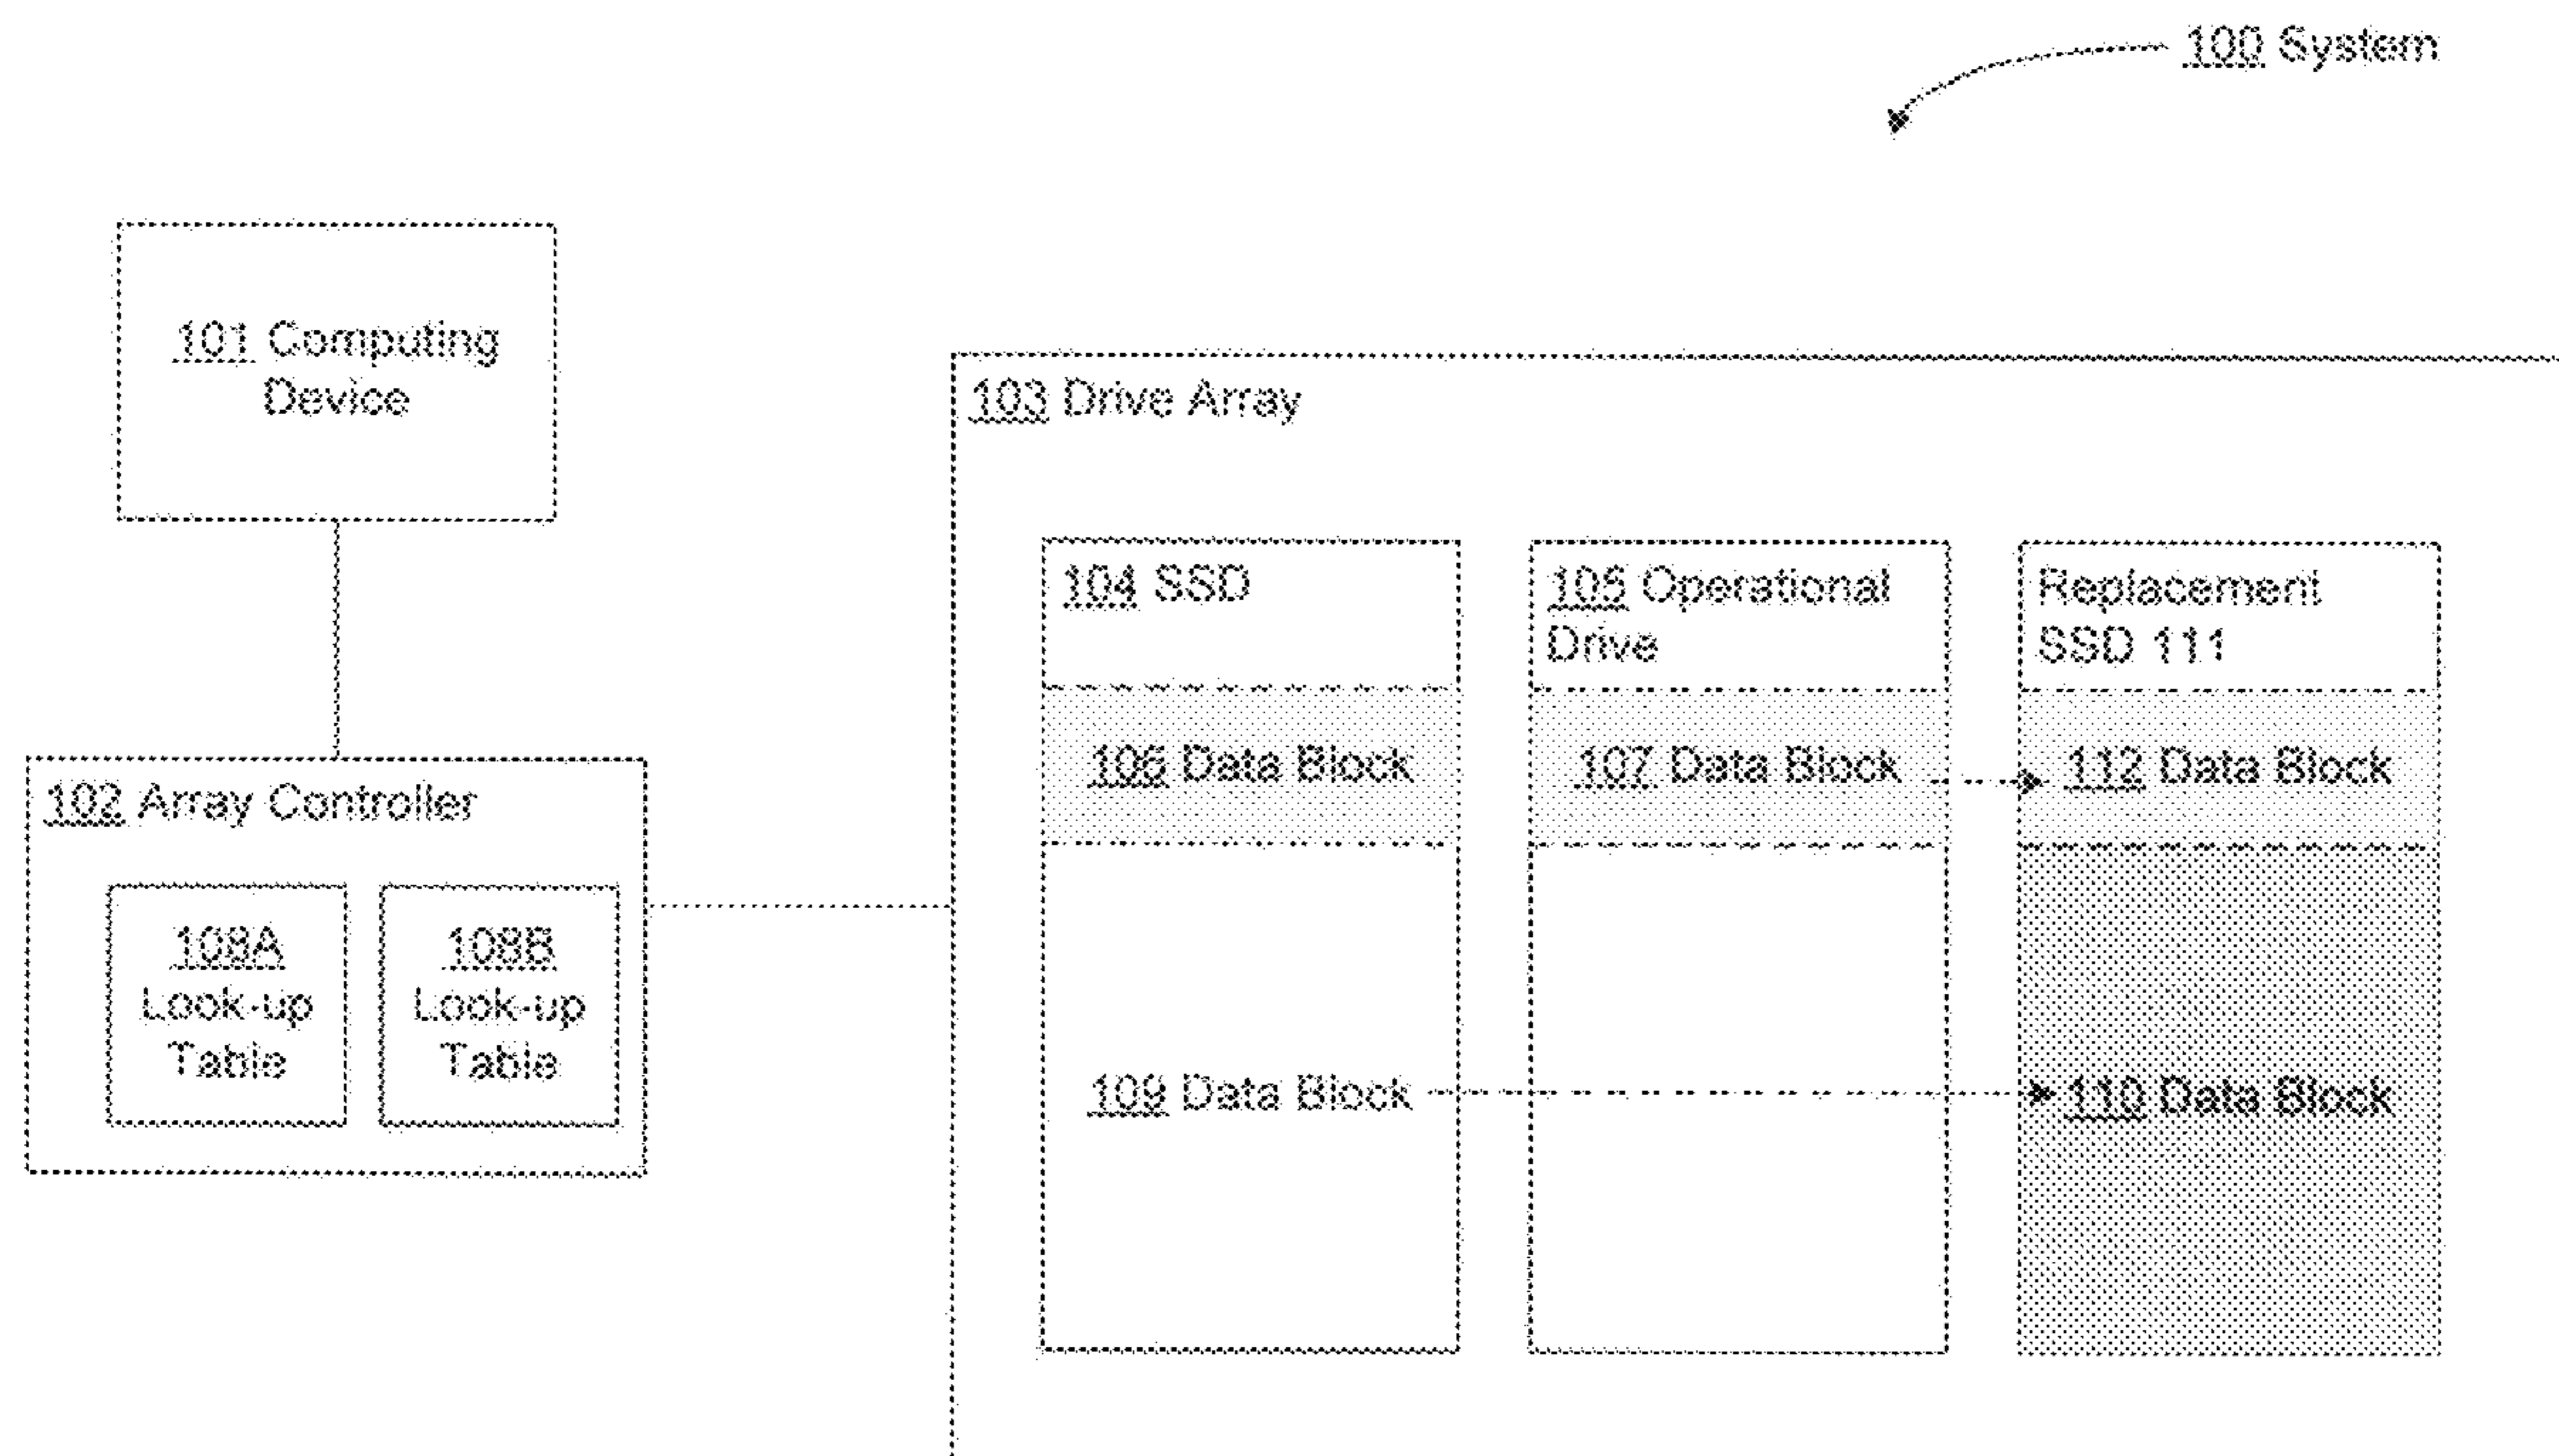 100 System
101 Computing
Device
103 Drive Array
104 SSD
105 Operational
Drive
Replacement
SSD 111
106 Data Block
107 Data Block
112 Data Block
102 Array Controller
108A
Look-up
Table
108B
Look-up
Table
109 Data Block
110 Data Block